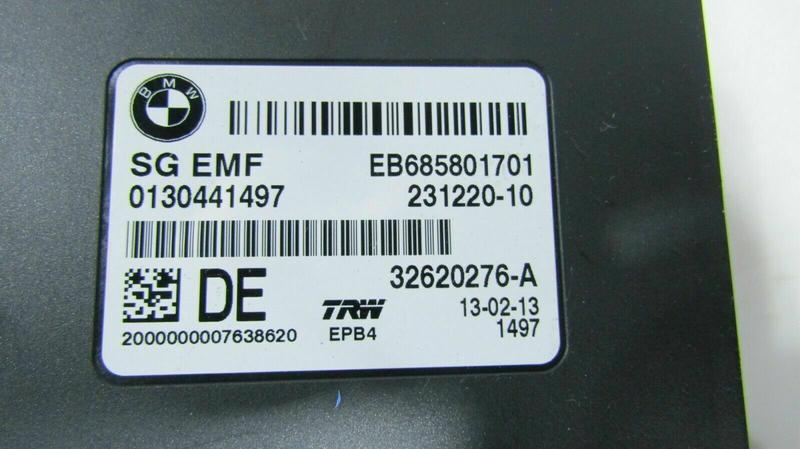 BMW
SG EMF EB685801701
0130441497 231220-10
DE 32620276-A
TRW 13-02-13
2000000007638620 EPB4 1497